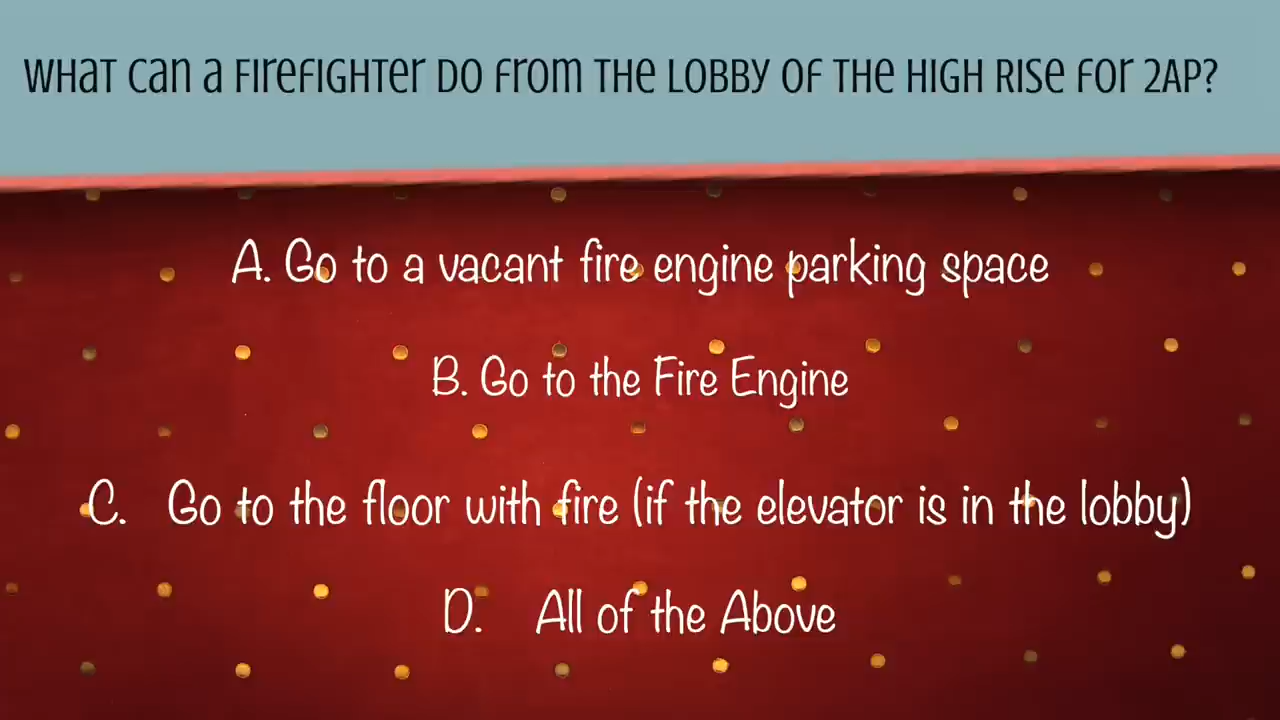 What can a firefighter do from the lobby of the high rise for 2AP?
A. Go to a vacant fire engine parking space
B. Go to the Fire Engine
C. Go to the floor with fire (if the elevator is in the lobby)
D. All of the Above